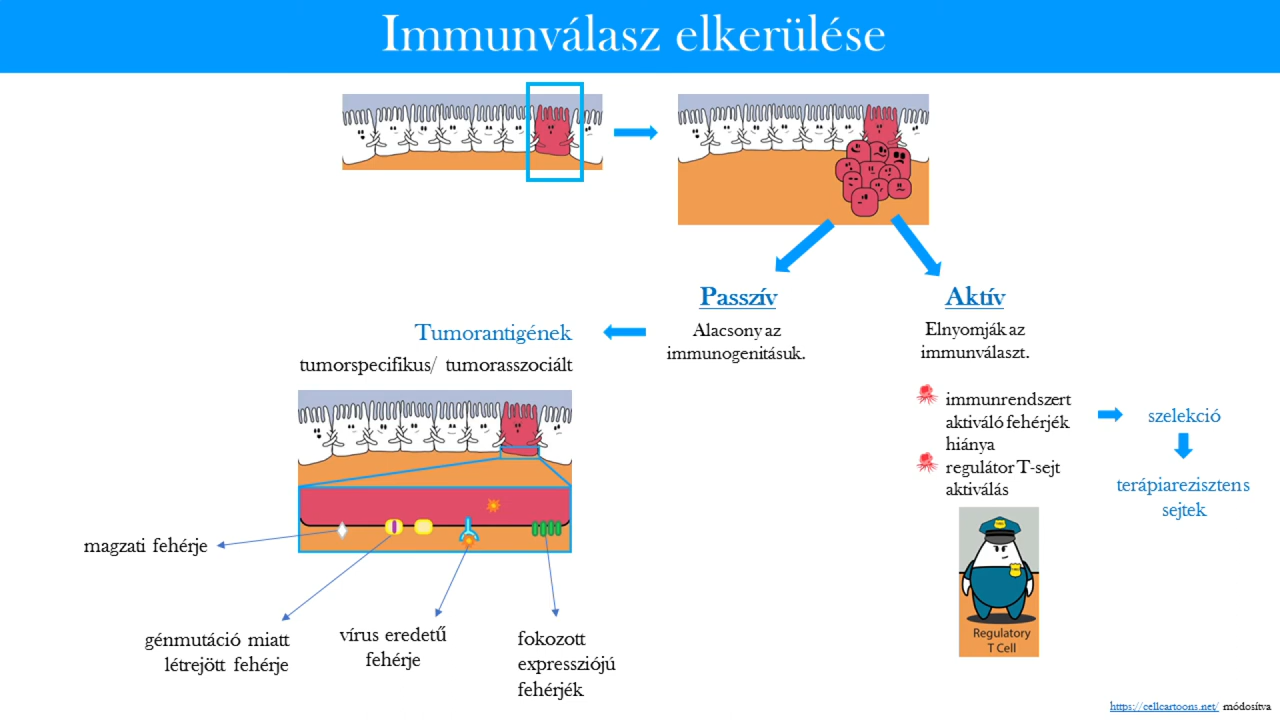 Immunválasz elkerülése
Passzív
Alacsony az
immunogenitásuk.
Aktív
Elnyomják az
immunválaszt.
Tumorantigének
tumorspecifikus/ tumorasszociált
immunrendszert
aktiváló fehérjék
hiánya
regulátor T-sejt
aktiválás
szelekció
terápiarezisztens
sejtek
magzati fehérje
génmutáció miatt
létrejött fehérje
vírus eredetű
fehérje
fokozott
expressziójú
fehérjék
Regulatory
T Cell
https://cellcartoons.net/ módosítva